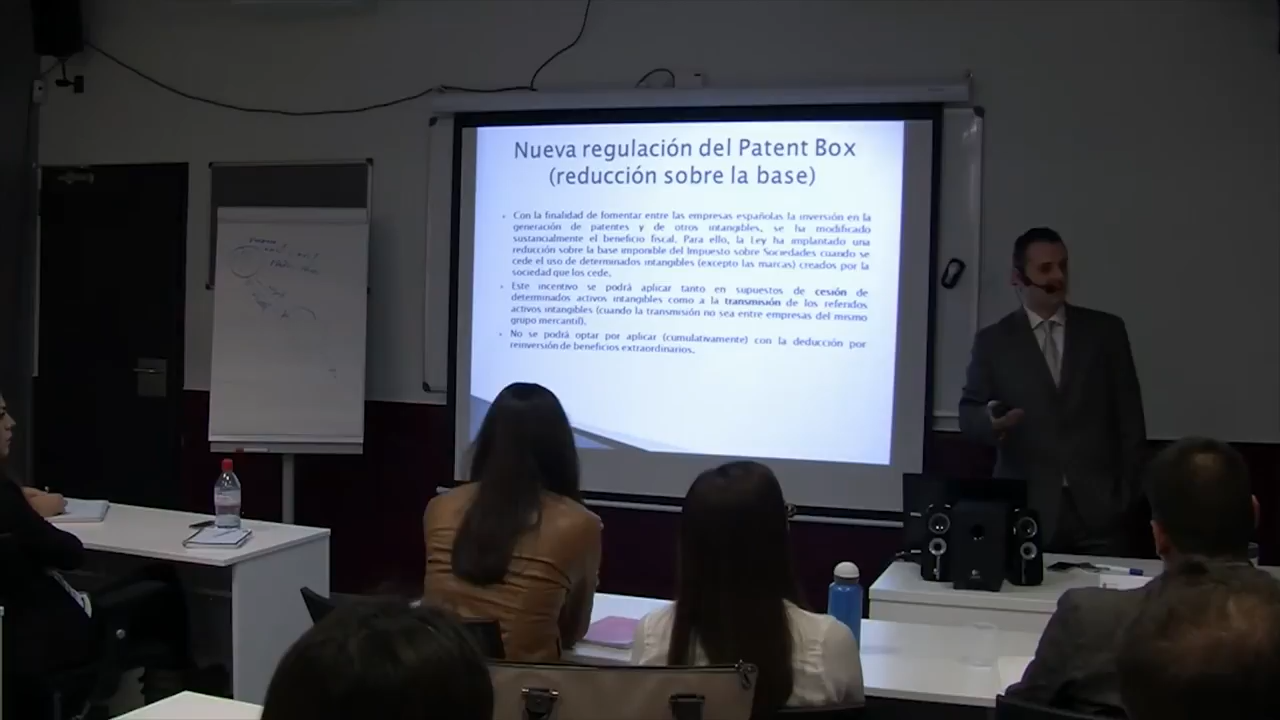 Nueva regulación del Patent Box
(reducción sobre la base)
Con la finalidad de fomentar entre las empresas españolas la inversión en la
generación de patentes y de otros intangibles, se ha modificado
sustancialmente el beneficio fiscal. Para ello, la Ley ha implantado una
reducción sobre la base imponible del Impuesto sobre Sociedades cuando se
cede el uso de determinados intangibles (excepto las marcas) creados por la
sociedad que los cede.
Este incentivo se podrá aplicar tanto en supuestos de cesión de
determinados activos intangibles como a la transmisión de los referidos
activos intangibles (cuando la transmisión no sea entre empresas del mismo
grupo mercantil).
No se podrá optar por aplicar (cumulativamente) con la deducción por
reinversión de beneficios extraordinarios.